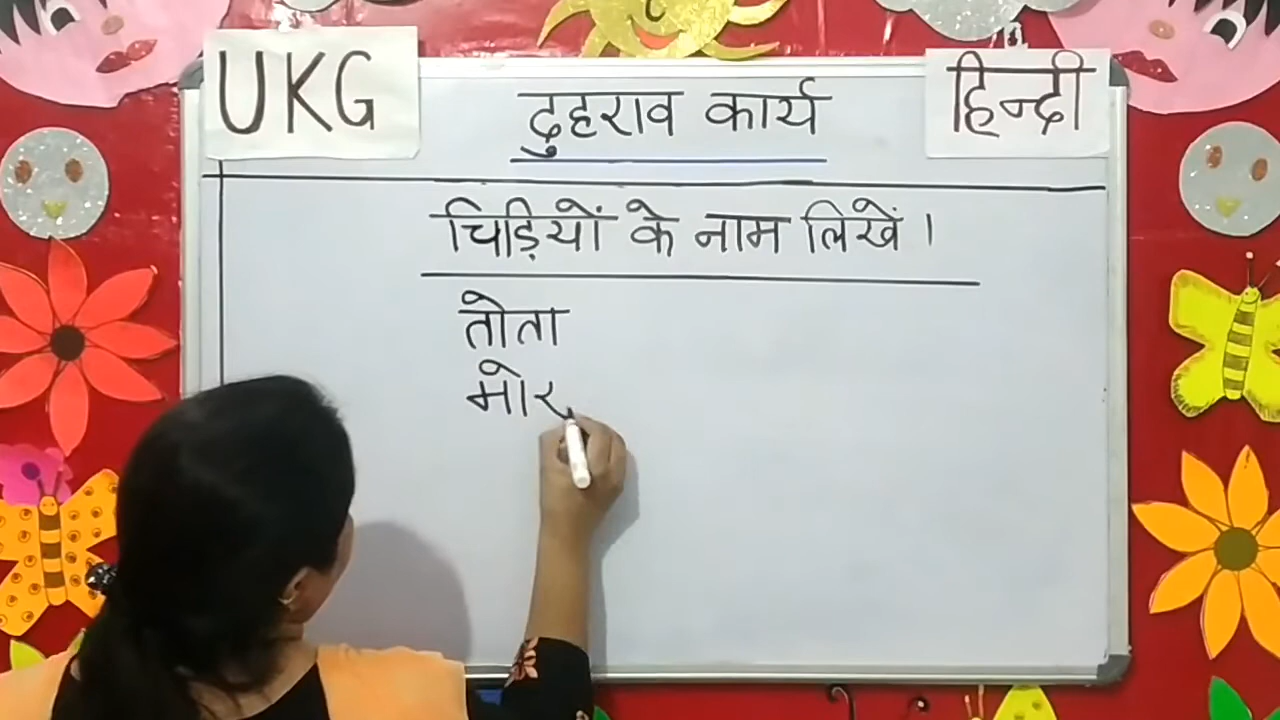 UKG
दुहराव कार्य
हिन्दी
चिड़ियों के नाम लिखें।
तोता
मोर